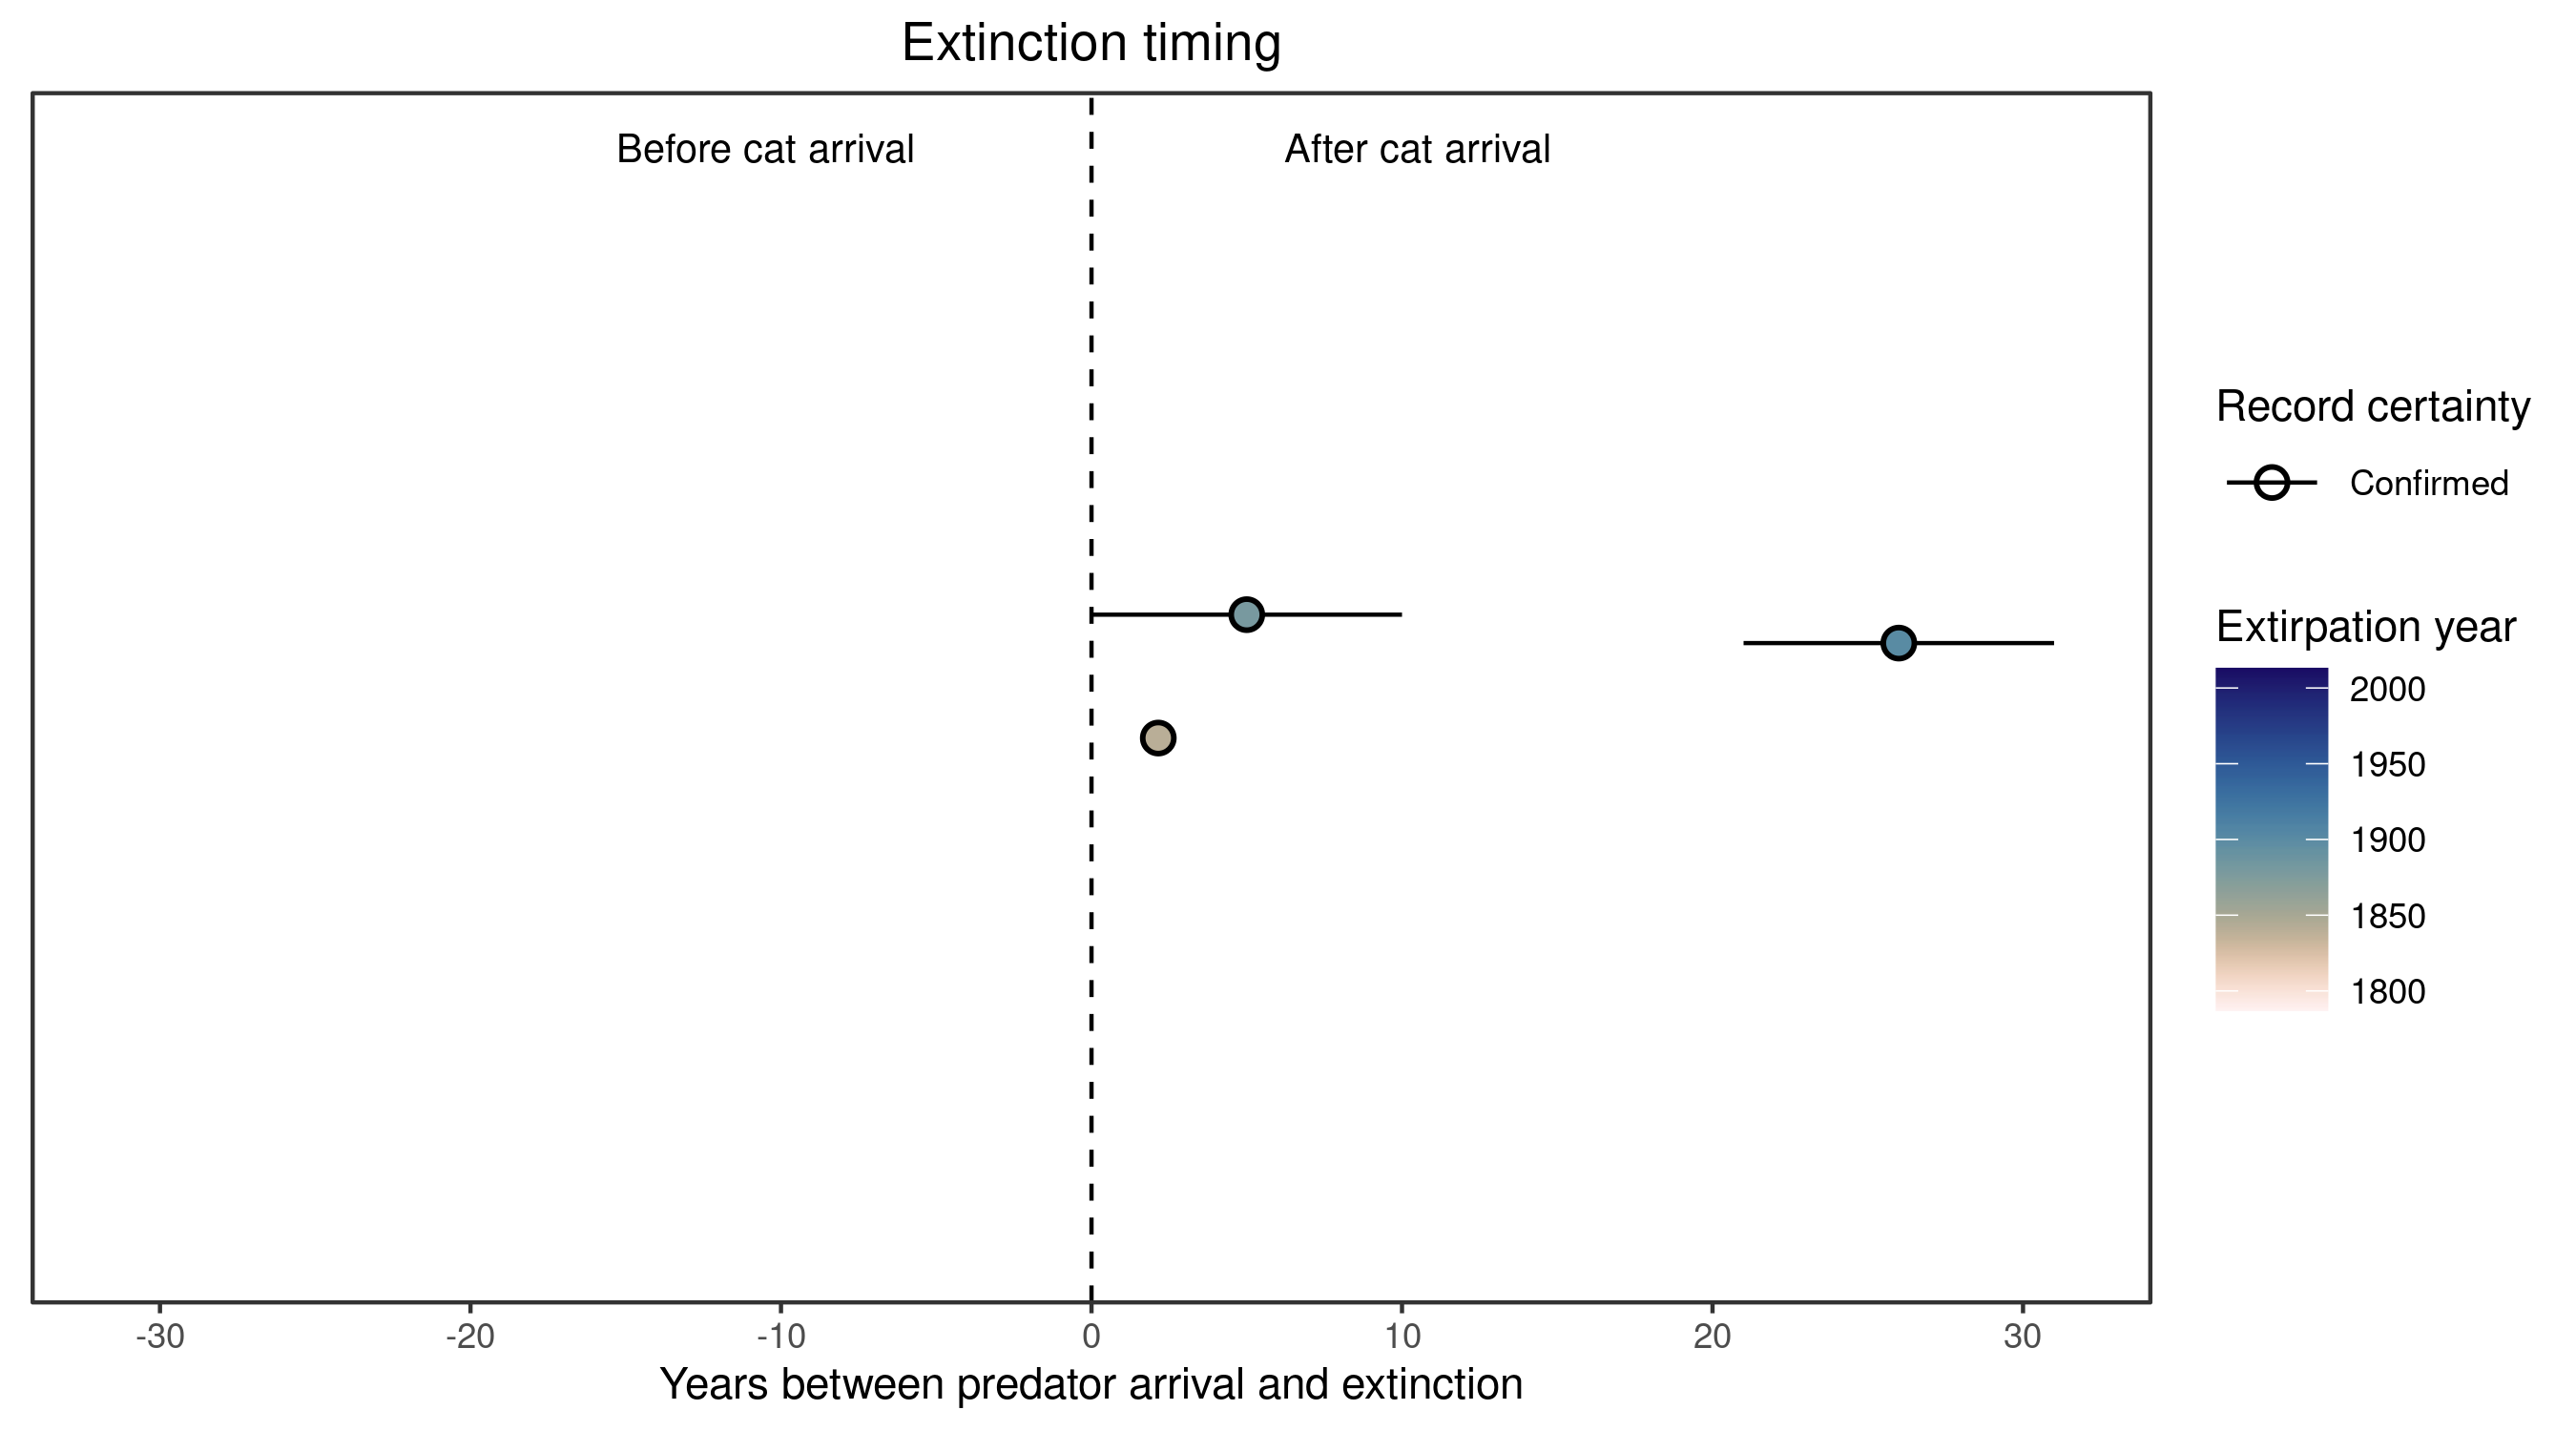 Extinction timing
Before cat arrival
After cat arrival
Record certainty
Confirmed
Extirpation year
2000
1950
1900
1850
1800
-30
-20
-10
0
10
20
30
Years between predator arrival and extinction